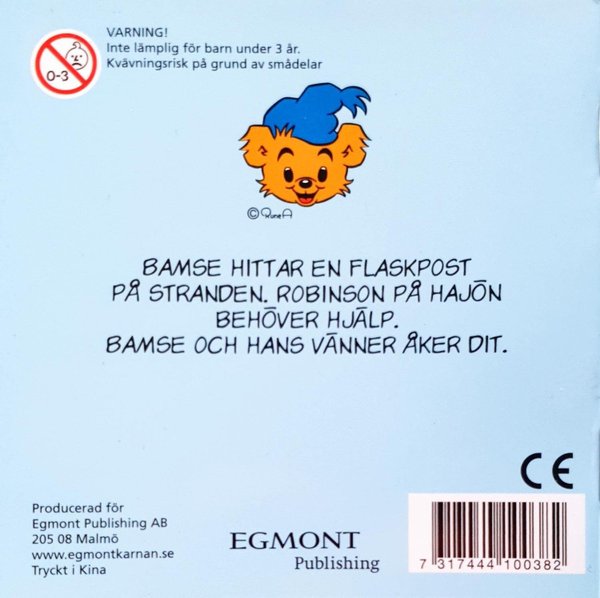 VARNING!
Inte lämplig för barn under 3 år.
Kvävningsrisk på grund av smådelar
0-3
© Rune A
BAMSE HITTAR EN FLASKPOST
PÅ STRANDEN. ROBINSON PÅ HAJÖN
BEHÖVER HJÄLP.
BAMSE OCH HANS VÄNNER ÅKER DIT.
CE
Producerad för
Egmont Publishing AB
205 08 Malmö
www.egmontkarnan.se
Tryckt i Kina
EGMONT
Publishing
7 317444 100382